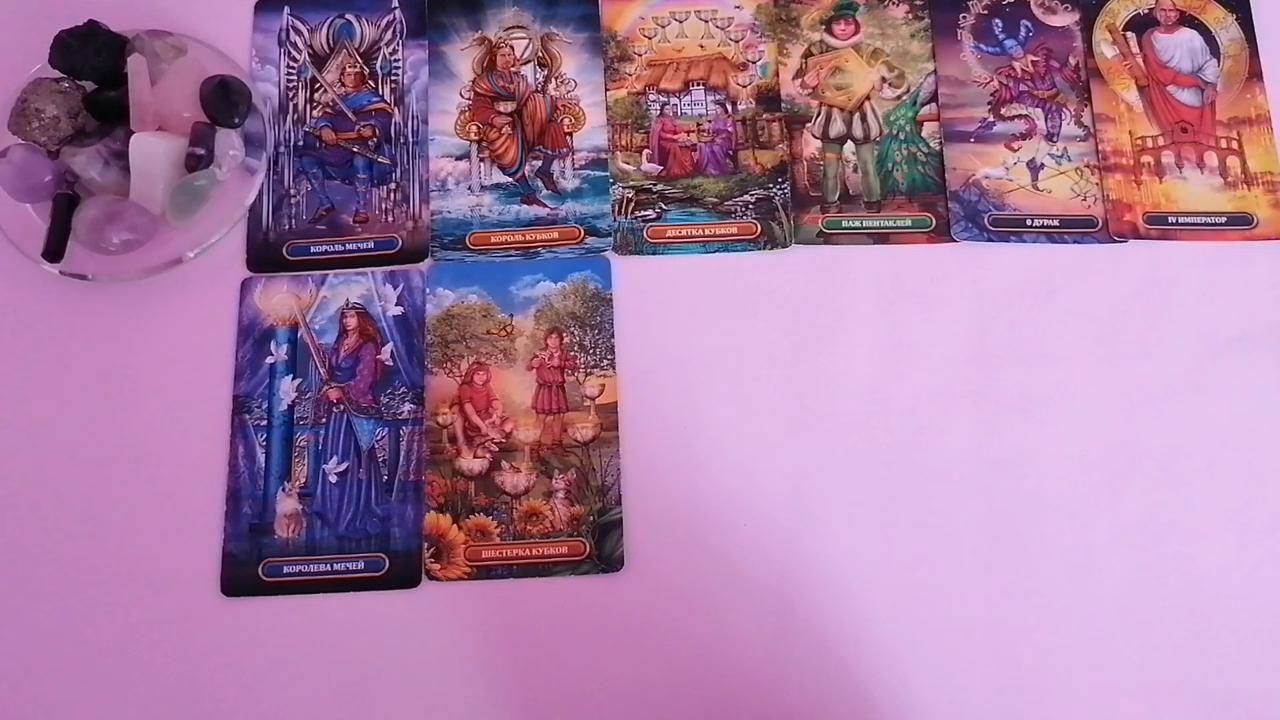 КОРОЛЬ МЕЧЕЙ
КОРОЛЬ КУБКОВ
ДЕСЯТКА КУБКОВ
ПАЖ ПЕНТАКЛЕЙ
0 ДУРАК
IV ИМПЕРАТОР
КОРОЛЕВА МЕЧЕЙ
ШЕСТЕРКА КУБКОВ